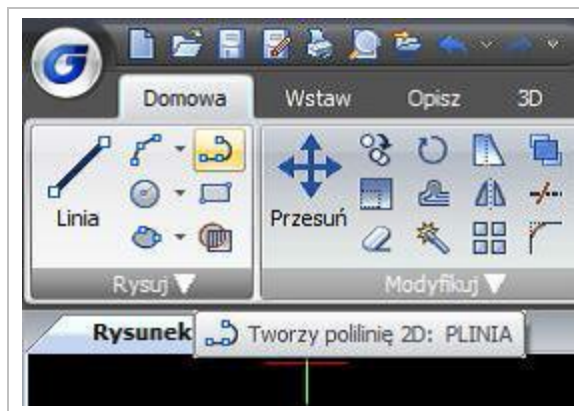 Domowa Wstaw Opisz 3D
Linia Przesuń
Rysuj Modyfikuj
Rysunek Tworzy polilinię 2D: PLINIA